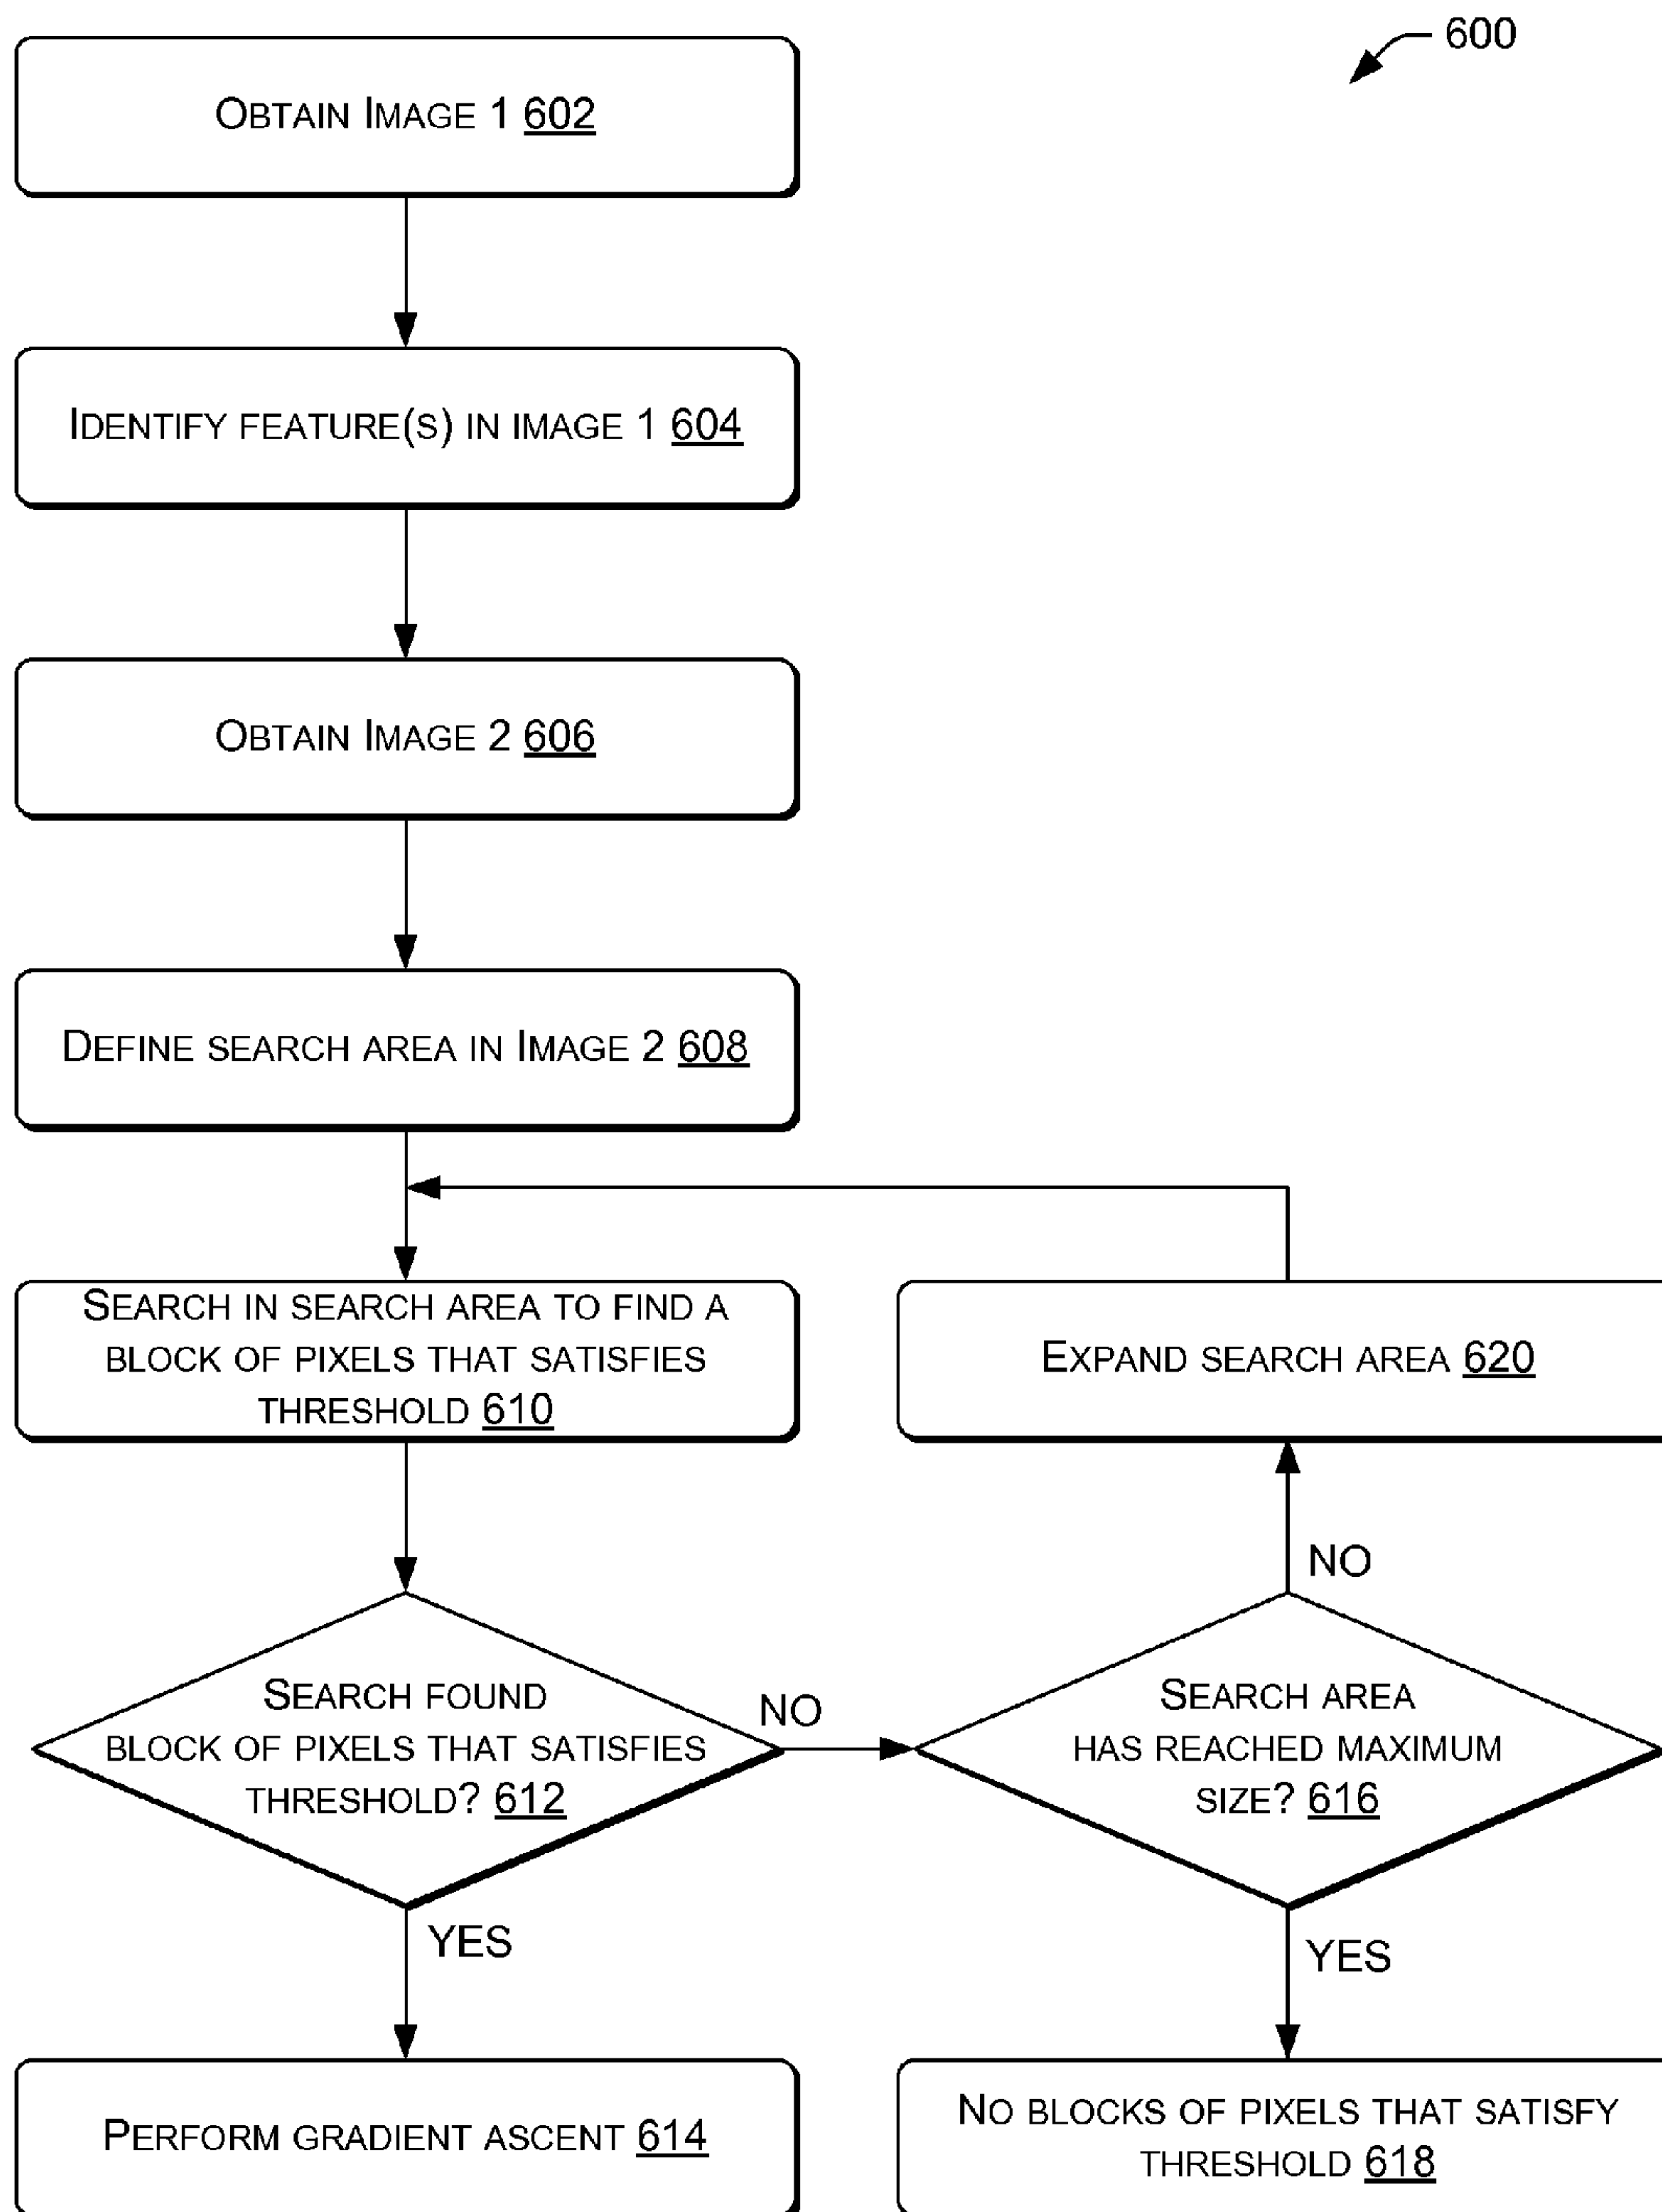 600
OBTAIN IMAGE 1 602
IDENTIFY FEATURE(S) IN IMAGE 1 604
OBTAIN IMAGE 2 606
DEFINE SEARCH AREA IN IMAGE 2 608
SEARCH IN SEARCH AREA TO FIND A
BLOCK OF PIXELS THAT SATISFIES
THRESHOLD 610
EXPAND SEARCH AREA 620
NO
SEARCH FOUND
BLOCK OF PIXELS THAT SATISFIES
THRESHOLD? 612
NO
SEARCH AREA
HAS REACHED MAXIMUM
SIZE? 616
YES
YES
PERFORM GRADIENT ASCENT 614
NO BLOCKS OF PIXELS THAT SATISFY
THRESHOLD 618